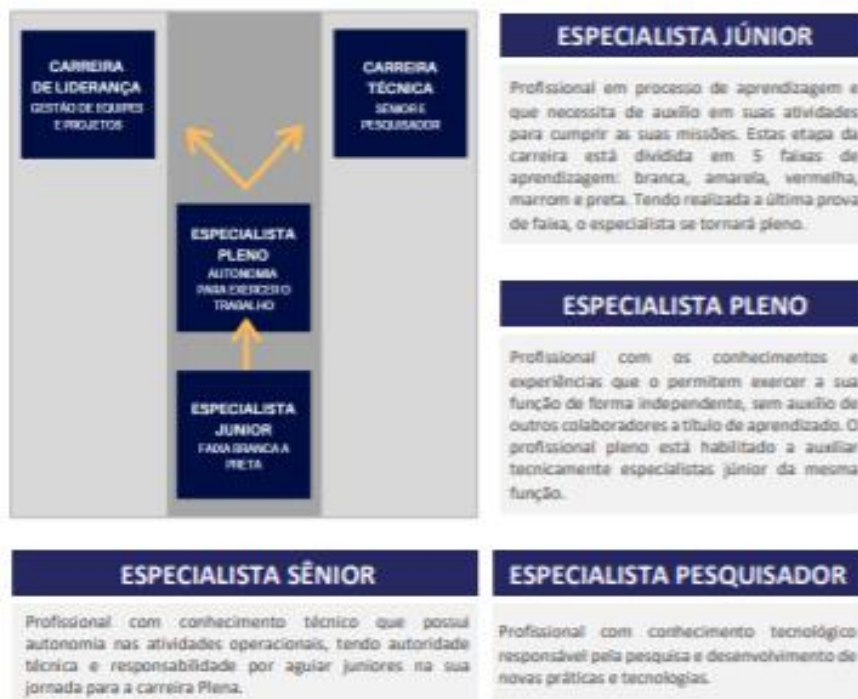 CARREIRA
DE LIDERANÇA
GESTÃO DE EQUIPES
E PROJETOS
CARREIRA
TÉCNICA
SÊNIOR E
PESQUISADOR
ESPECIALISTA
PLENO
AUTONOMIA
PARA EXERCER O
TRABALHO
ESPECIALISTA
JUNIOR
FAIXA BRANCA A
PRETA
ESPECIALISTA JÚNIOR
Profissional em processo de aprendizagem e
que necessita de auxílio em suas atividades
para cumprir as suas missões. Estas etapa da
carreira está dividida em 5 faixas de
aprendizagem: branca, amarela, vermelha,
marrom e preta. Tendo realizada a última prova
de faixa, o especialista se tornará pleno.
ESPECIALISTA PLENO
Profissional com os conhecimentos e
experiências que o permitem exercer a sua
função de forma independente, sem auxílio de
outros colaboradores a título de aprendizado. O
profissional pleno está habilitado a auxiliar
tecnicamente especialistas júnior da mesma
função.
ESPECIALISTA SÊNIOR
Profissional com conhecimento técnico que possui
autonomia nas atividades operacionais, tendo autoridade
técnica e responsabilidade por aguiar juniores na sua
jornada para a carreira Plena.
ESPECIALISTA PESQUISADOR
Profissional com conhecimento tecnológico
responsável pela pesquisa e desenvolvimento de
novas práticas e tecnologias.